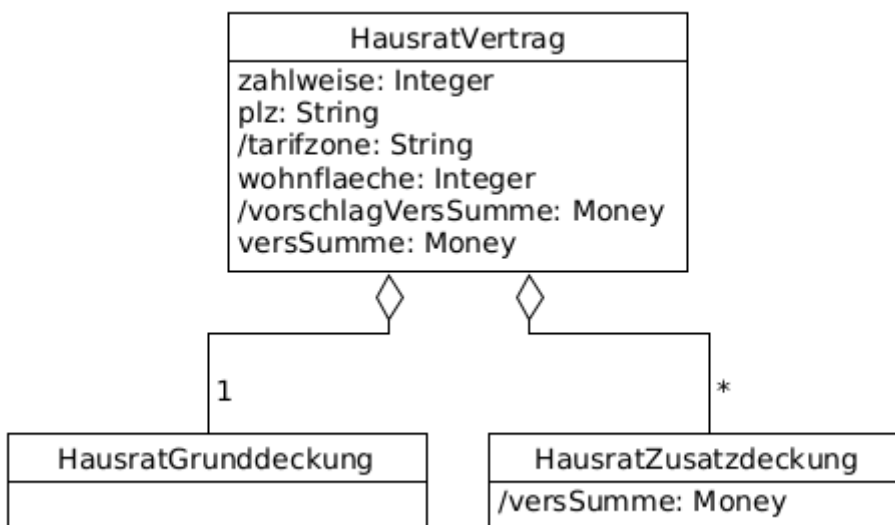 HausratVertrag
zahlweise: Integer
plz: String
/tarifzone: String
wohnflaeche: Integer
/vorschlagVersSumme: Money
versSumme: Money
1
*
HausratGrunddeckung
HausratZusatzdeckung
/versSumme: Money